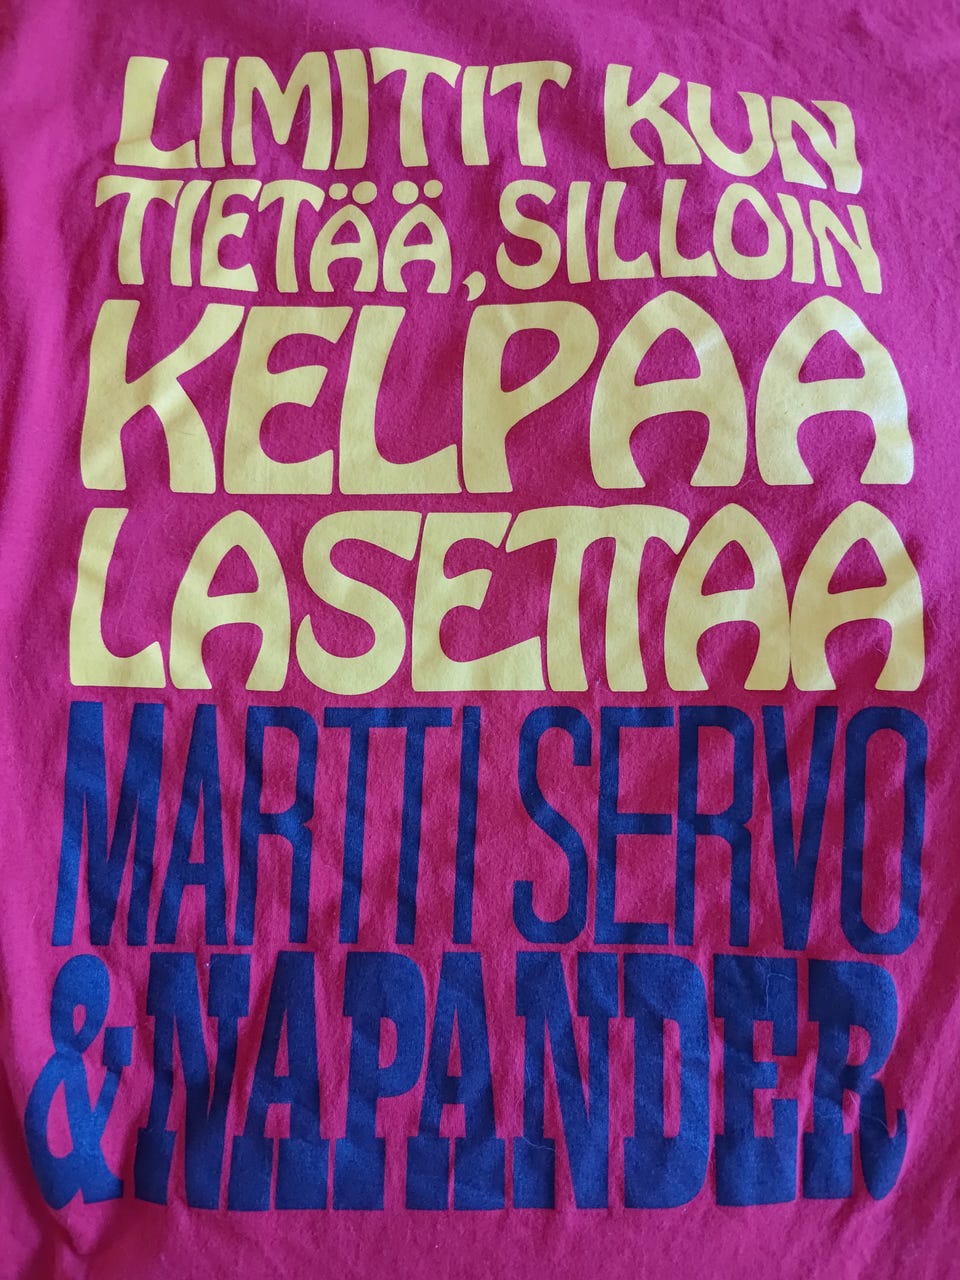 LIMITIT KUN
TIETÄÄ, SILLOIN
KELPAA
LASETTAA
MARTTI SERVO
& NAPANDER